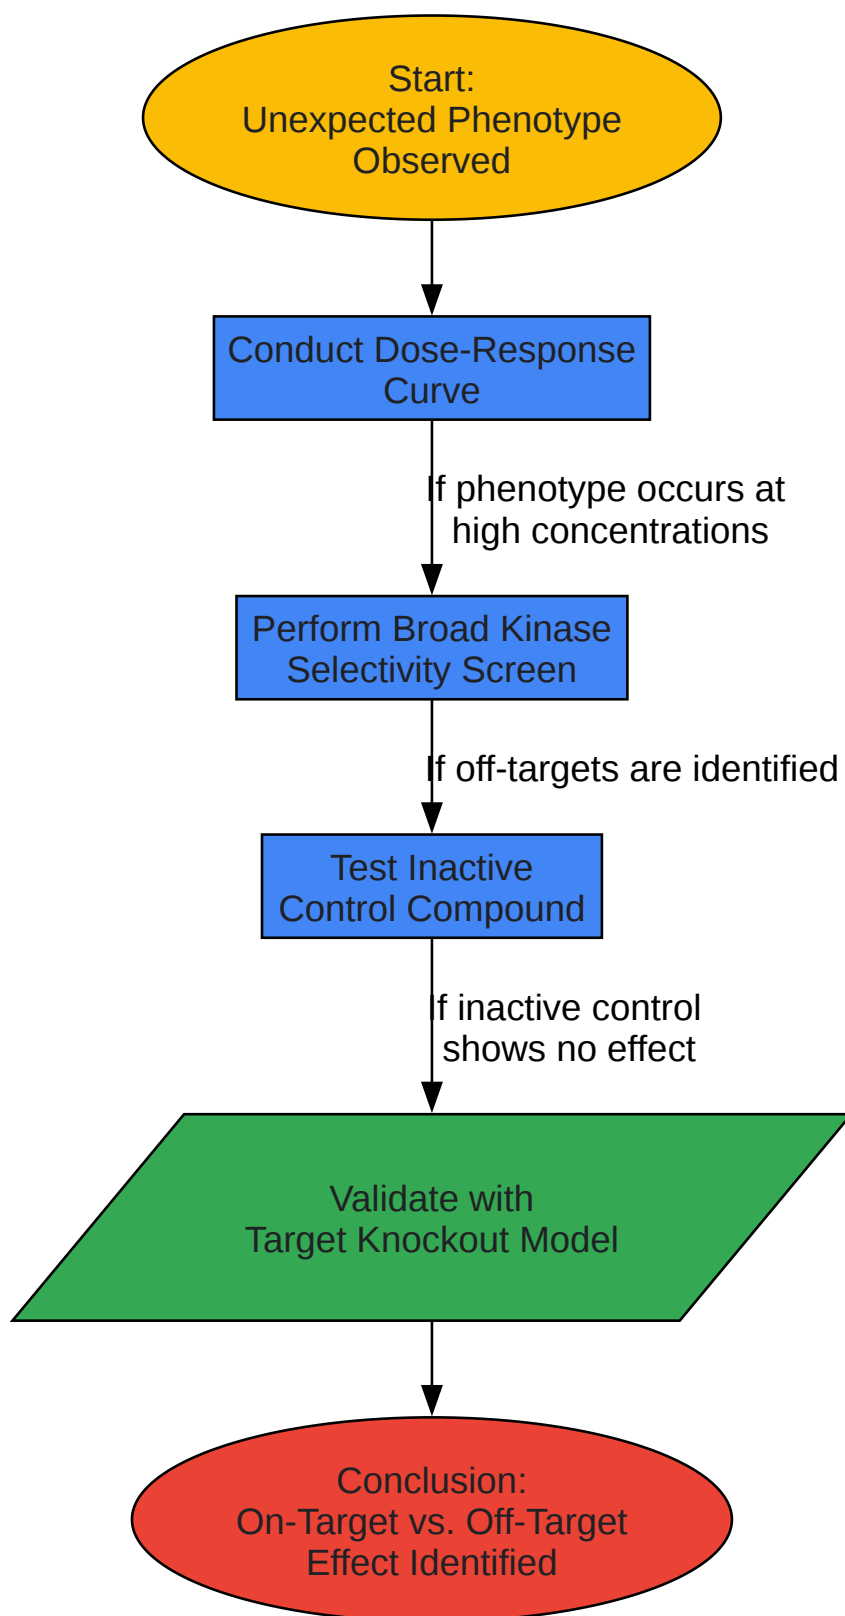 Start:
Unexpected Phenotype
Observed
Conduct Dose-Response
Curve
If phenotype occurs at
high concentrations
Perform Broad Kinase
Selectivity Screen
If off-targets are identified
Test Inactive
Control Compound
If inactive control
shows no effect
Validate with
Target Knockout Model
Conclusion:
On-Target vs. Off-Target
Effect Identified